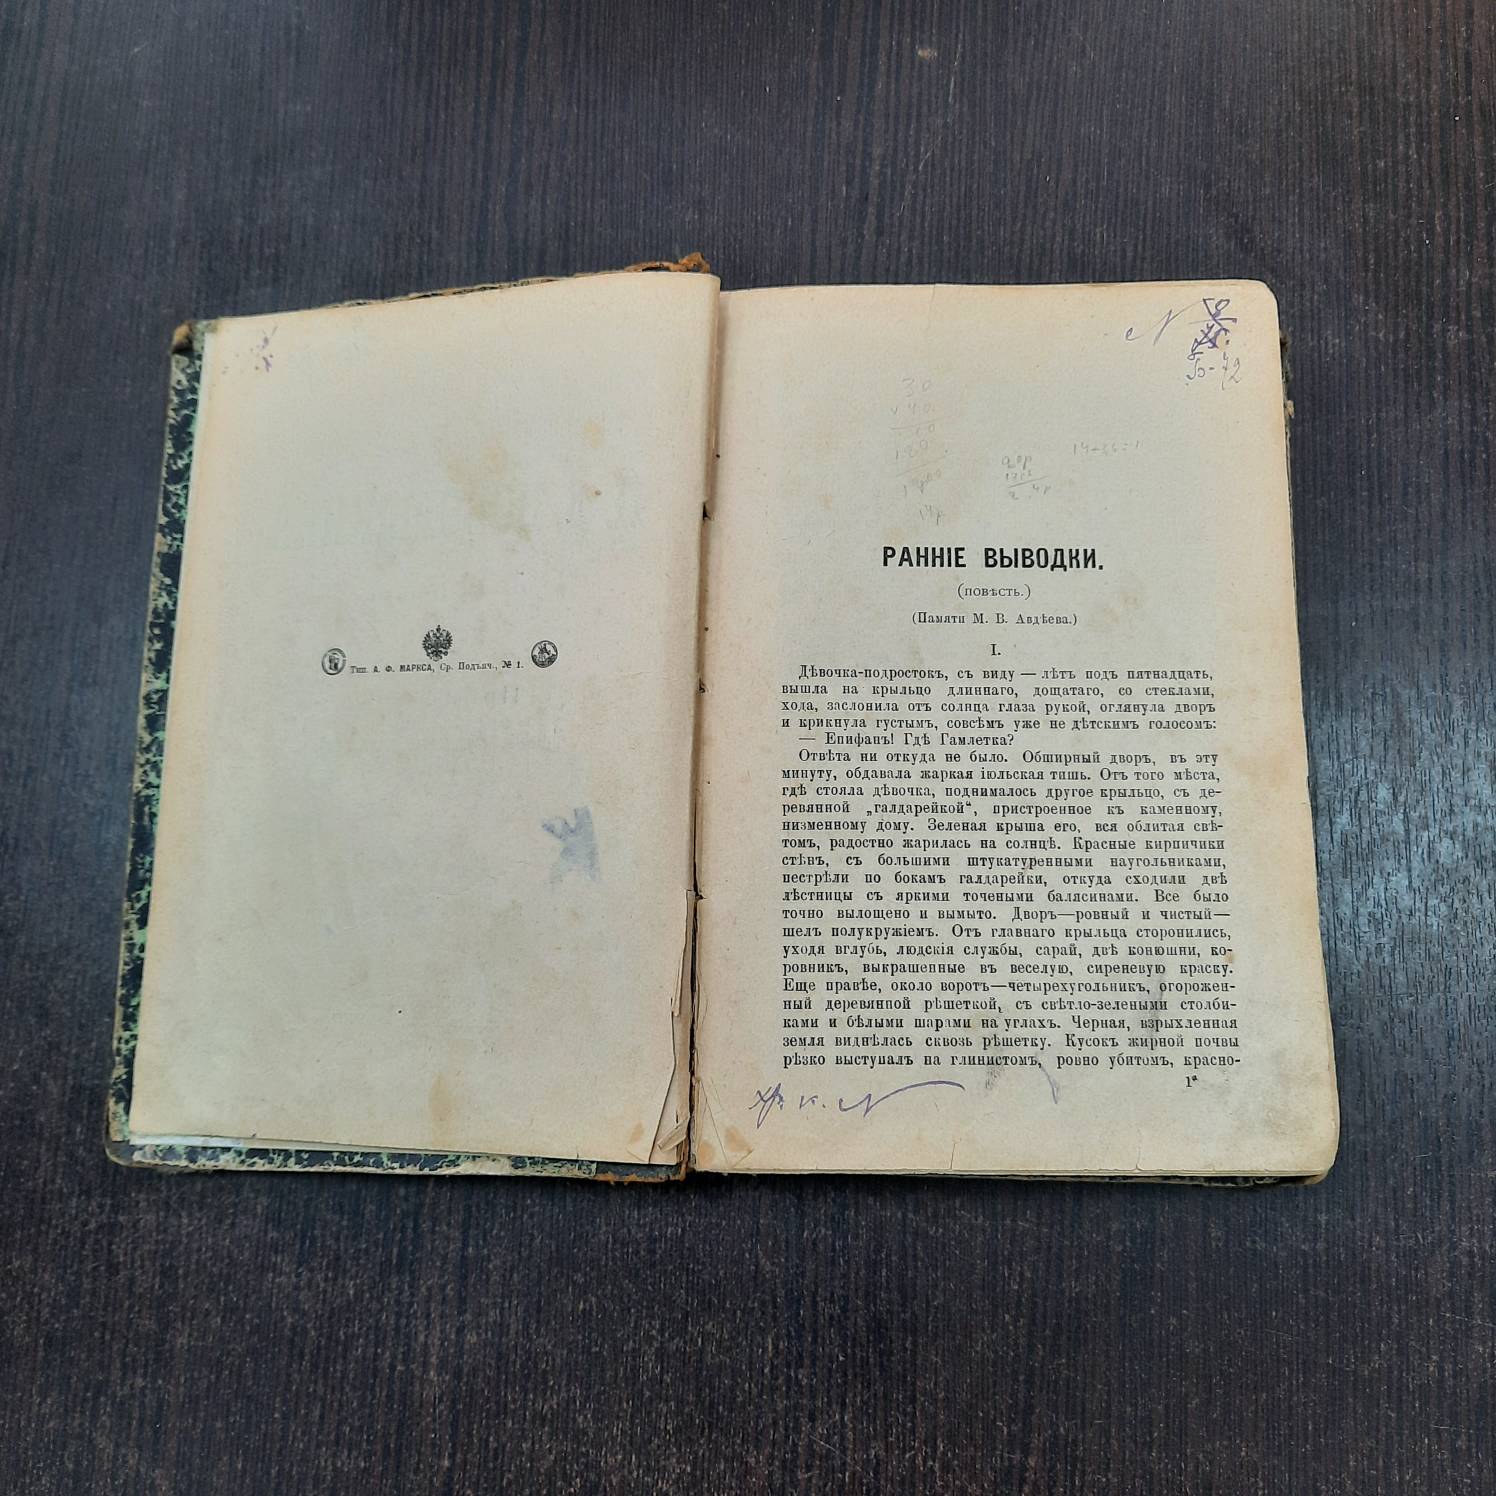 Тип. А. Ф. МАРКСА, Ср. Подъяч., № 1.
Б-72
30
40
14+35=1
РАННІЕ ВЫВОДКИ.
(повѣсть.)
(Памяти М. В. Авдѣева.)
I.
Дѣвочка-подростокъ, съ виду — лѣтъ подъ пятнадцать,
вышла на крыльцо длиннаго, дощатаго, со стеклами,
хода, заслонила отъ солнца глаза рукой, оглянула дворъ
и крикнула густымъ, совсѣмъ уже не дѣтскимъ голосомъ:
— Епифанъ! Гдѣ Гамлетка?
Отвѣта ни откуда не было. Обширный дворъ, въ эту
минуту, обдавала жаркая іюльская тишь. Отъ того мѣста,
гдѣ стояла дѣвочка, поднималось другое крыльцо, съ де-
ревянной „галдарейкой“, пристроенное къ каменному,
низменному дому. Зеленая крыша его, вся облитая свѣ-
томъ, радостно жарилась на солнцѣ. Красные кирпичики
стѣнъ, съ большими штукатуренными наугольниками,
пестрѣли по бокамъ галдарейки, откуда сходили двѣ
лѣстницы съ яркими точеными балясинами. Все было
точно вылощено и вымыто. Дворъ—ровный и чистый—
шелъ полукружіемъ. Отъ главнаго крыльца сторонились,
уходя вглубь, людскія службы, сарай, двѣ конюшни, ко-
ровникъ, выкрашенные въ веселую, сиреневую краску.
Еще правѣе, около воротъ—четырехугольникъ, огорожен-
ный деревянной рѣшеткой, съ свѣтло-зелеными столби-
ками и бѣлыми шарами на углахъ. Черная, взрыхленная
земля виднѣлась сквозь рѣшетку. Кусокъ жирной почвы
рѣзко выступалъ на глинистомъ, ровно убитомъ, красно-
1*